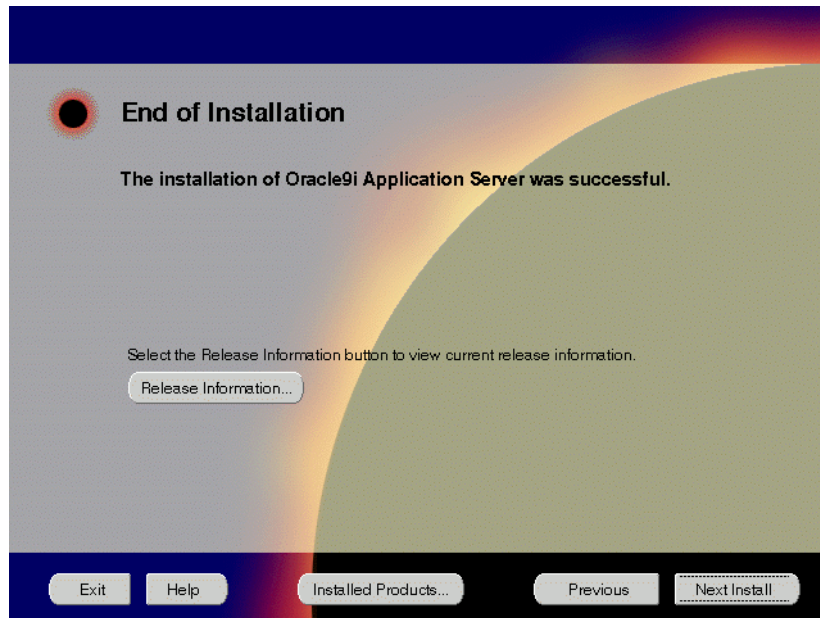 End of Installation
The installation of Oracle9i Application Server was successful.
Select the Release Information button to view current release information.
Release Information...
Exit
Help
Installed Products...
Previous
Next Install